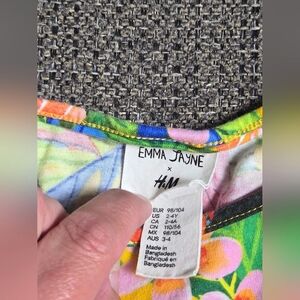 EMMA JAYNE
×
H&M
EUR 98/104
US 2-4Y
CA 2-4A
CN 110/56
MX 98/104
AUS 3-4
Made in
Bangladesh
Fabriqué en
Bangladesh